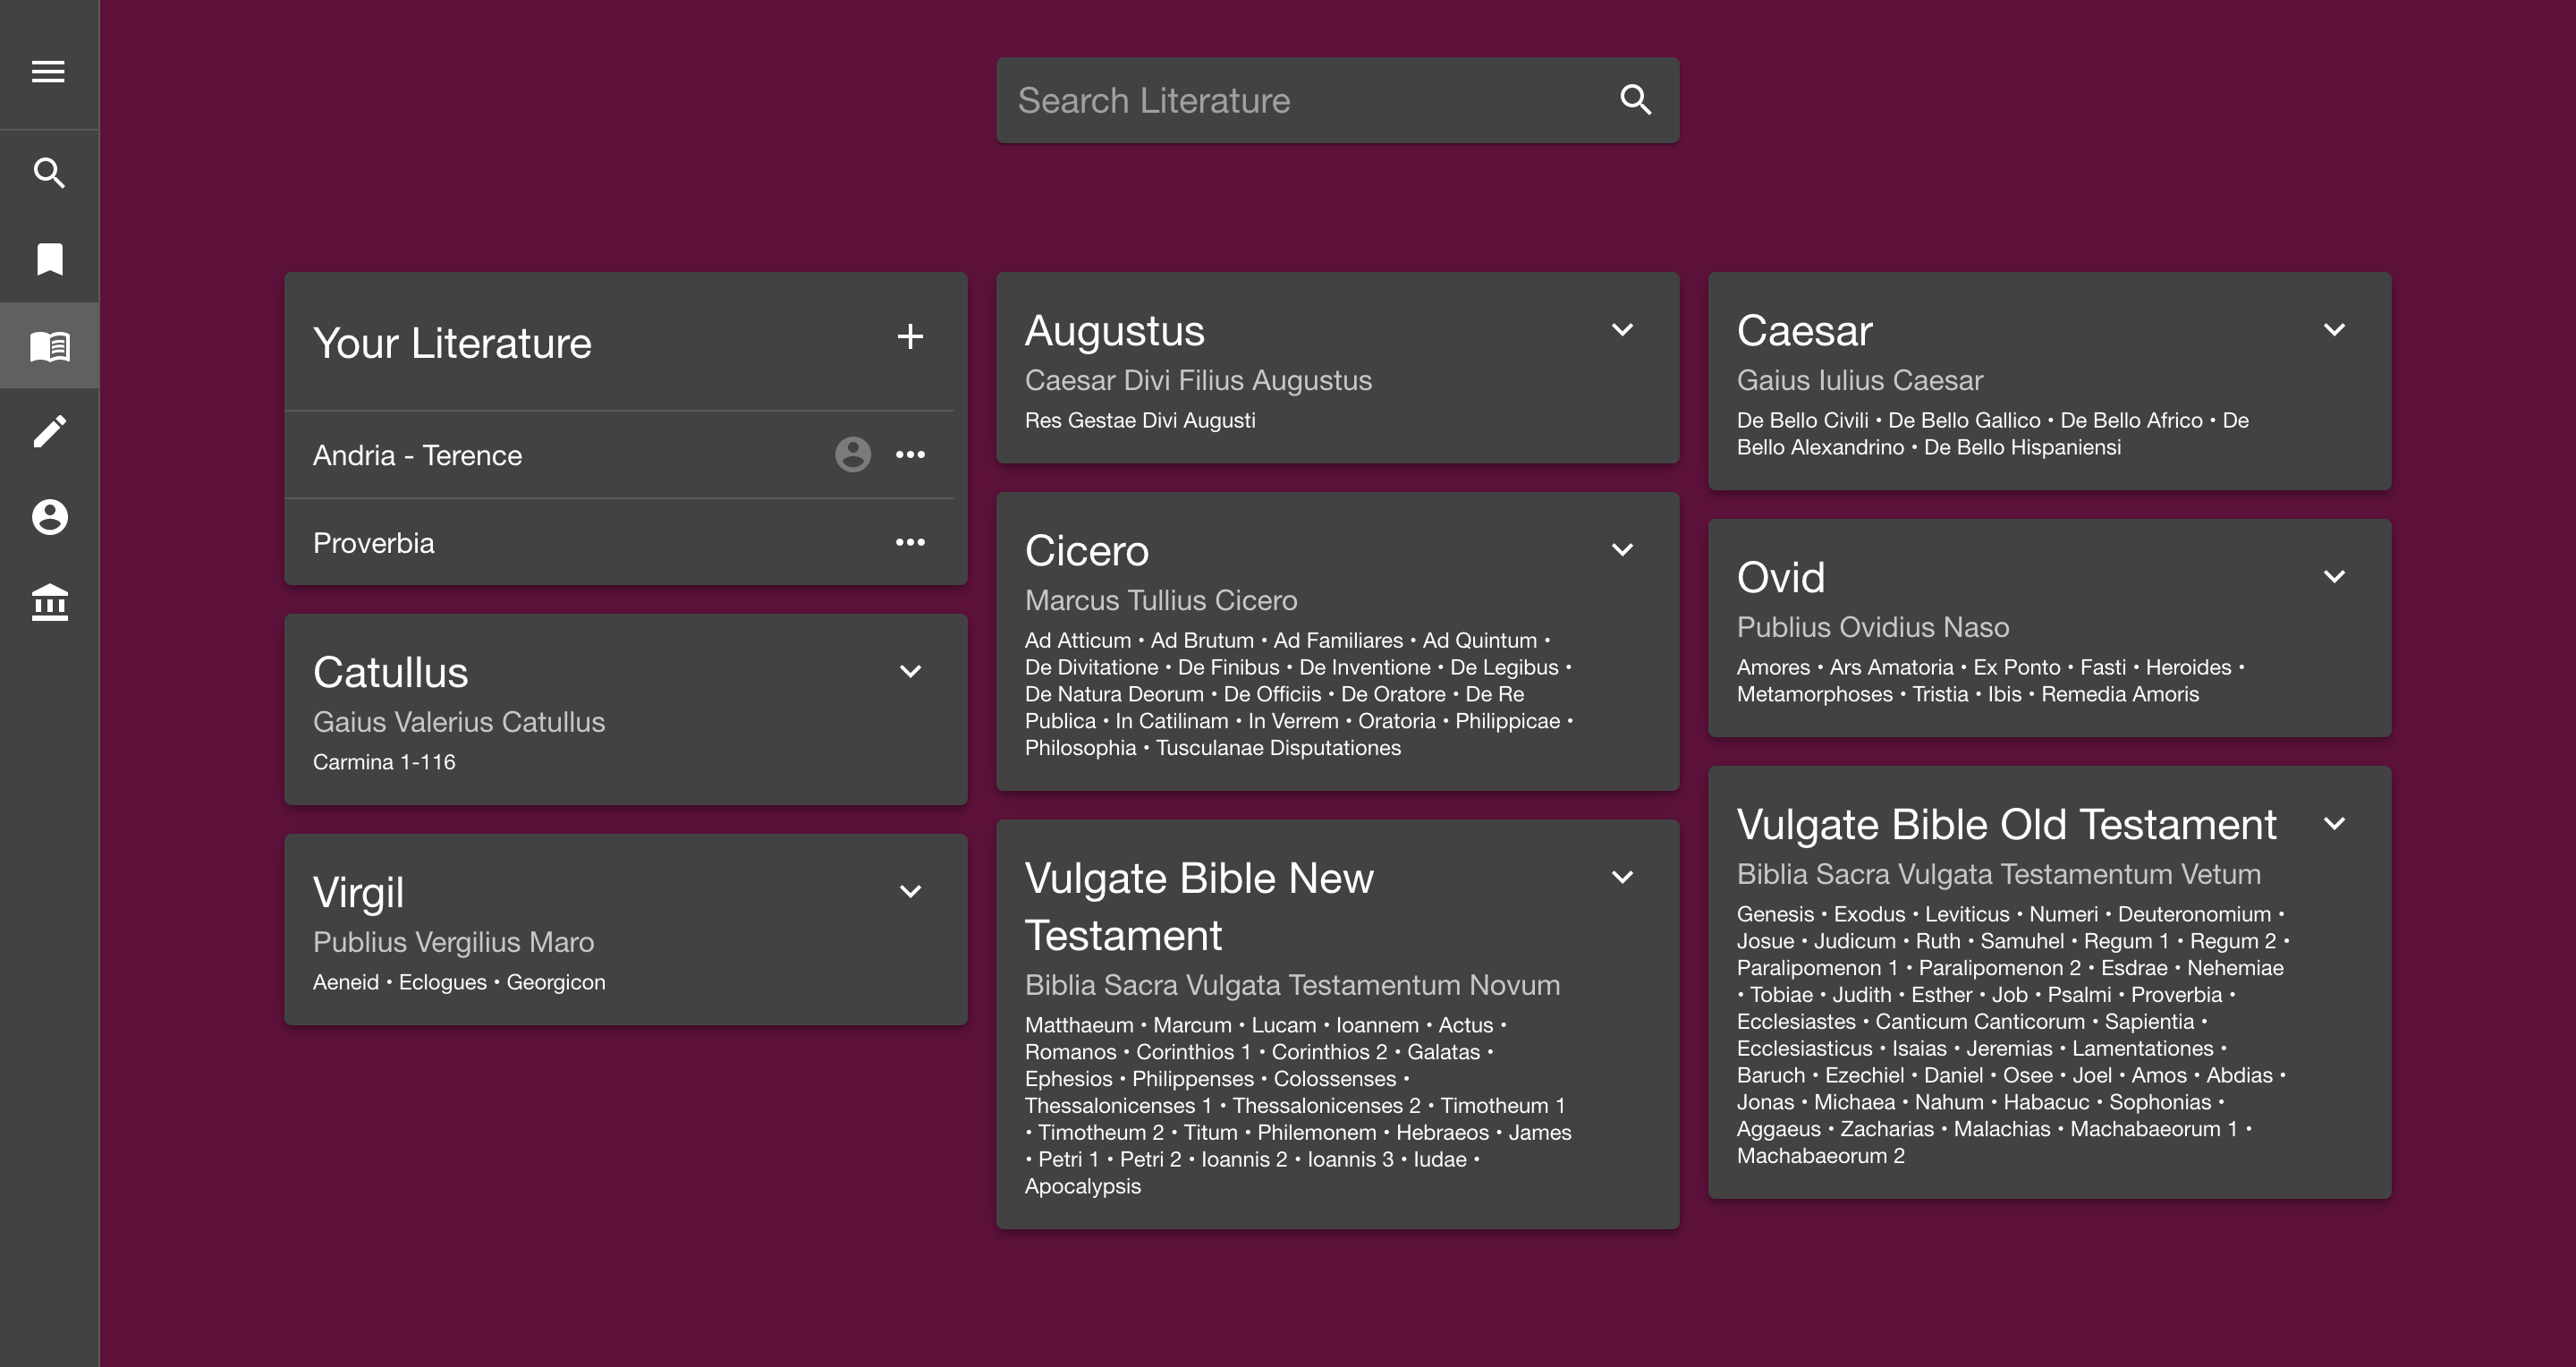 Search Literature
Your Literature
Andria - Terence
Proverbia
Catullus
Gaius Valerius Catullus
Carmina 1-116
Virgil
Publius Vergilius Maro
Aeneid • Eclogues • Georgicon
Augustus
Caesar Divi Filius Augustus
Res Gestae Divi Augusti
Cicero
Marcus Tullius Cicero
Ad Atticum • Ad Brutum • Ad Familiares • Ad Quintum •
De Divitatione • De Finibus • De Inventione • De Legibus •
De Natura Deorum • De Officiis • De Oratore • De Re
Publica • In Catilinam • In Verrem • Oratoria • Philippicae •
Philosophia • Tusculanae Disputationes
Vulgate Bible New
Testament
Biblia Sacra Vulgata Testamentum Novum
Matthaeum • Marcum • Lucam • Ioannem • Actus •
Romanos • Corinthios 1 • Corinthios 2 • Galatas •
Ephesios • Philippenses • Colossenses •
Thessalonicenses 1 • Thessalonicenses 2 • Timotheum 1
• Timotheum 2 • Titum • Philemonem • Hebraeos • James
• Petri 1 • Petri 2 • Ioannis 2 • Ioannis 3 • Iudae •
Apocalypsis
Caesar
Gaius Iulius Caesar
De Bello Civili • De Bello Gallico • De Bello Africo • De
Bello Alexandrino • De Bello Hispaniensi
Ovid
Publius Ovidius Naso
Amores • Ars Amatoria • Ex Ponto • Fasti • Heroides •
Metamorphoses • Tristia • Ibis • Remedia Amoris
Vulgate Bible Old Testament
Biblia Sacra Vulgata Testamentum Vetum
Genesis • Exodus • Leviticus • Numeri • Deuteronomium •
Josue • Judicum • Ruth • Samuhel • Regum 1 • Regum 2 •
Paralipomenon 1 • Paralipomenon 2 • Esdrae • Nehemiae
• Tobiae • Judith • Esther • Job • Psalmi • Proverbia •
Ecclesiastes • Canticum Canticorum • Sapientia •
Ecclesiasticus • Isaias • Jeremias • Lamentationes •
Baruch • Ezechiel • Daniel • Osee • Joel • Amos • Abdias •
Jonas • Michaea • Nahum • Habacuc • Sophonias •
Aggaeus • Zacharias • Malachias • Machabaeorum 1 •
Machabaeorum 2